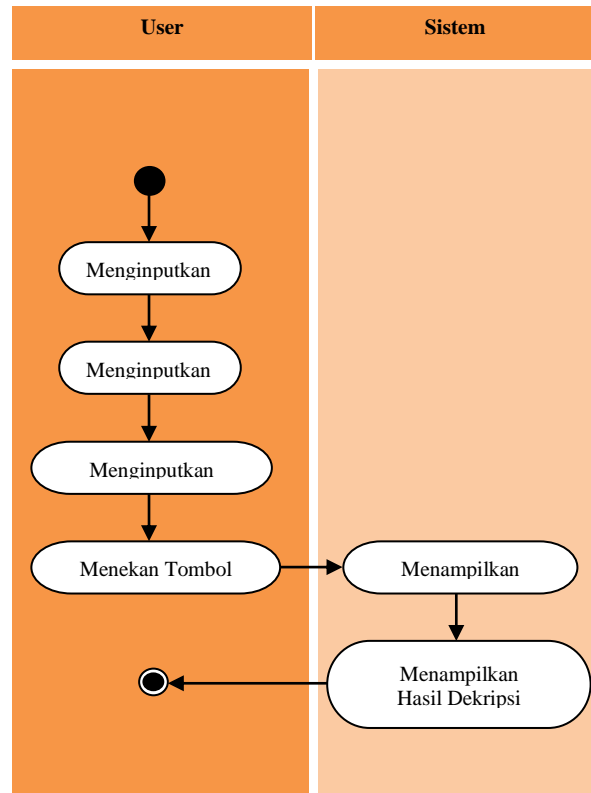 User
Sistem
Menginputkan
Menginputkan
Menginputkan
Menekan Tombol
Menampilkan
Menampilkan
Hasil Dekripsi